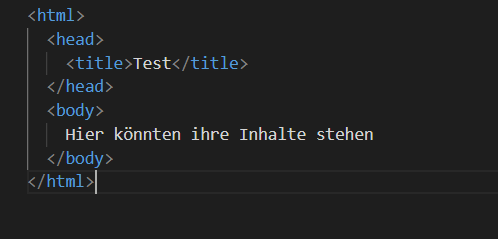 <html>
<head>
<title>Test</title>
</head>
<body>
Hier könnten ihre Inhalte stehen
</body>
</html>